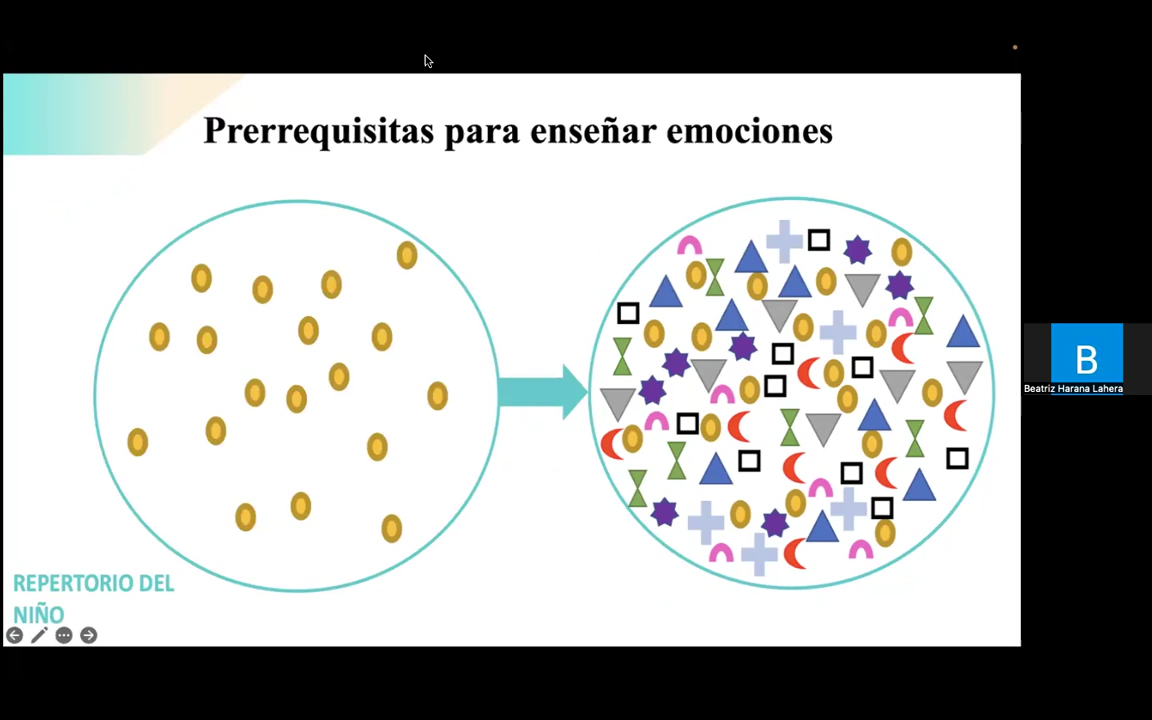 Prerrequisitas para enseñar emociones
REPERTORIO DEL
NIÑO
B
Beatriz Harana Lahera